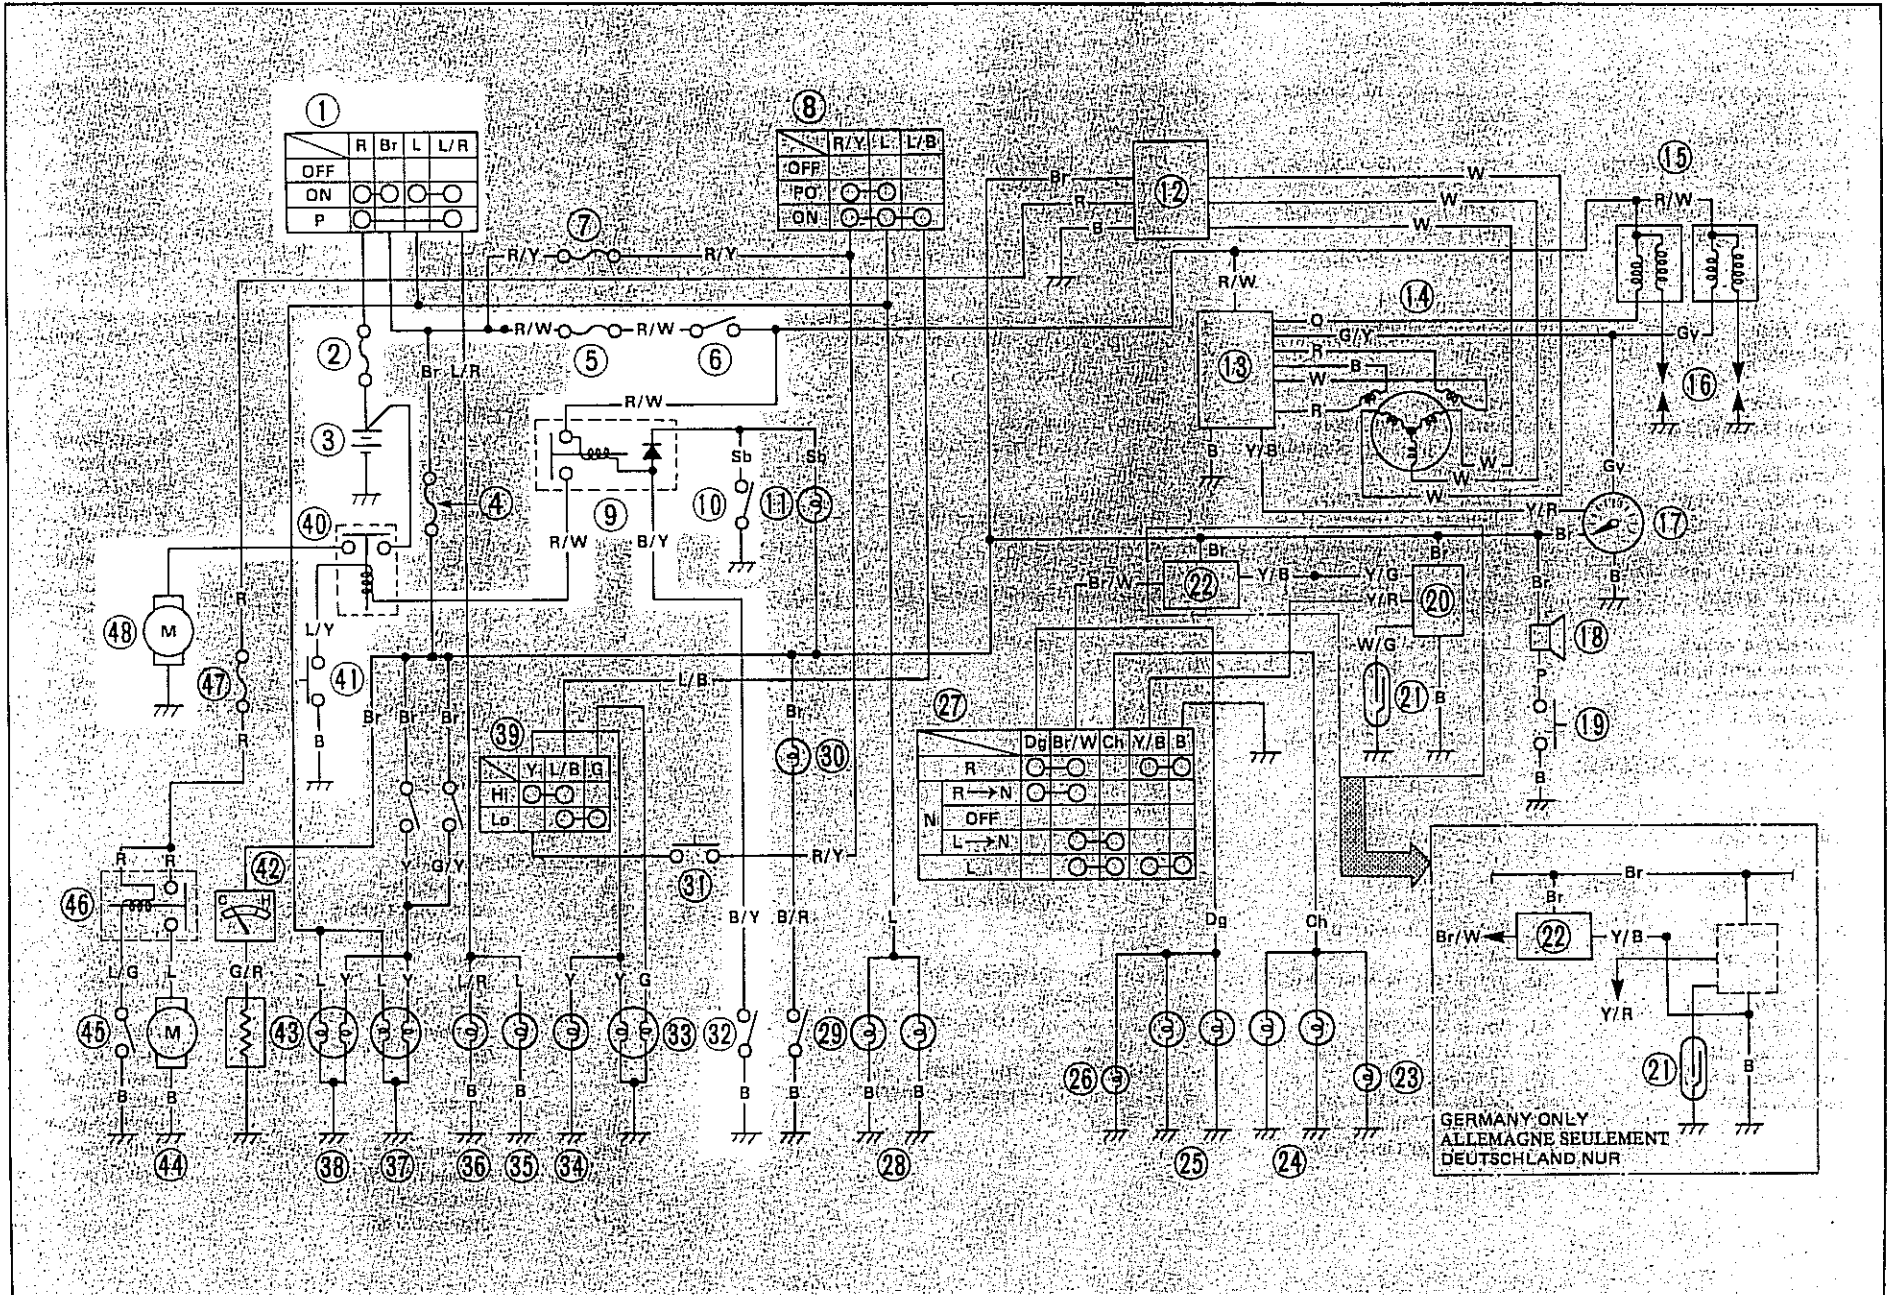 ① ⑧
R Br L L/R
OFF
ON
P
R/Y L L/B
OFF
PO
ON
⑦
R/Y R/Y
Br
R
B
⑫
W
W
W
⑮
R/W
R/W
⑭
② R/W R/W
⑤ ⑥
Br L/R
⑬
O
G/Y
R
B
W
R
Gy
⑯
③
R/W
Sb Sb
B Y/B
W
W
W
Gy
④
⑩ ⑪
⑨
R/W B/Y
㊵
Y/R
⑰
Br
Br Br
Br/W ㉒ Y/B Y/G
Y/R ⑳
Br B
R
L/Y
㊽ M
⑱
W/G
P
㊼ ㊶
L/B
㉗
㉑ B
⑲
Br Br Br
Br
R
B
㊴
Y L/B G
Hi
Lo
㉚
Dg Br/W Ch Y/B B
R
R→N
N OFF
L→N
L
B
Y G/Y
R/Y
㉛
R R
㊷
C H
㊻
B/Y B/R L
Dg Ch
L/G L G/R
L Y L Y L/R L Y Y G
㊺ M ㊸ ㉝ ㉜ ㉙
㉖ ㉓
B B B B B B B B
㊹ ㊳ ㊲ ㊱ ㉟ ㉞ ㉘ ㉕ ㉔
Br
Br
Br/W ㉒ Y/B
Y/R
㉑ B
GERMANY ONLY
ALLEMAGNE SEULEMENT
DEUTSCHLAND NUR